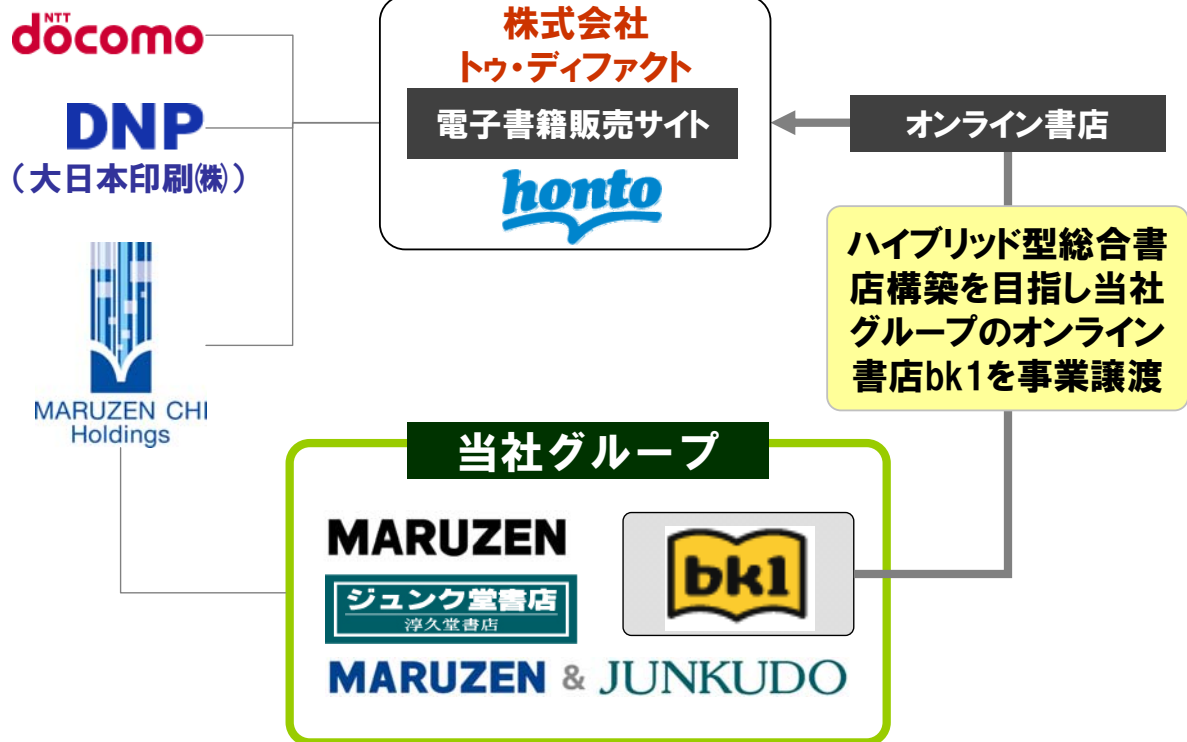 NTT
döcomo
DNP
（大日本印刷㈱）
MARUZEN CHI
Holdings
株式会社
トゥ・ディファクト
電子書籍販売サイト
honto
オンライン書店
ハイブリッド型総合書
店構築を目指し当社
グループのオンライン
書店bk1を事業譲渡
当社グループ
MARUZEN
ジュンク堂書店
淳久堂書店
bk1
MARUZEN & JUNKUDO